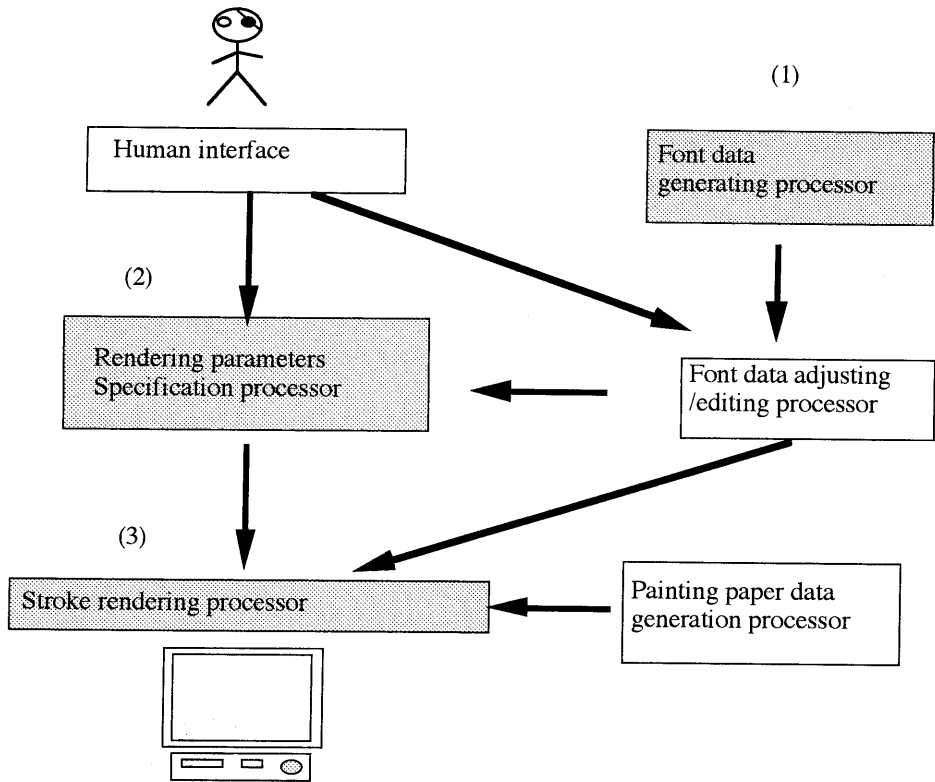 (1)
Human interface
Font data
generating processor
(2)
Rendering parameters
Specification processor
Font data adjusting
/editing processor
(3)
Stroke rendering processor
Painting paper data
generation processor